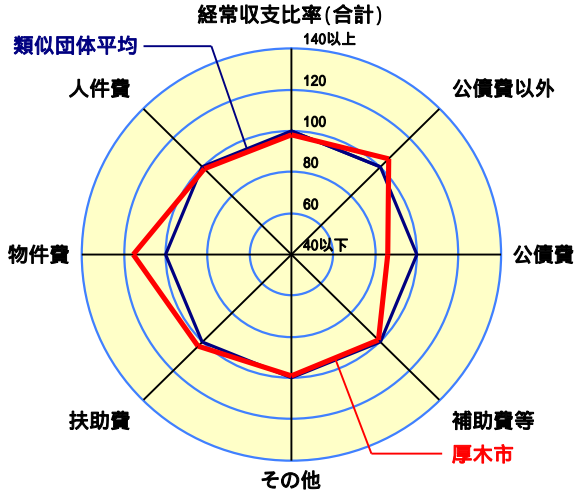 経常収支比率(合計)
140以上
類似団体平均
120
人件費
公債費以外
100
80
60
40以下
物件費
公債費
扶助費
補助費等
厚木市
その他